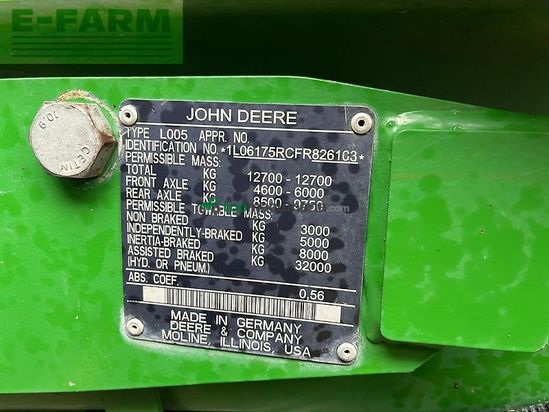 E-FARM
CETIN
10.9
JOHN DEERE
TYPE L005 APPR. NO.
IDENTIFICATION NO.*1L06175RCFR826103*
PERMISSIBLE MASS:
TOTAL KG 12700 - 12700
FRONT AXLE KG 4600 - 6000
REAR AXLE KG 8500 - 9750
PERMISSIBLE TOWABLE MASS:
NON BRAKED KG 3000
INDEPENDENTLY-BRAKED KG 5000
INERTIA-BRAKED KG 8000
ASSISTED BRAKED KG 32000
(HYD. OR PNEUM.)
ABS. COEF. 0,56
MADE IN GERMANY
DEERE & COMPANY
MOLINE, ILLINOIS, USA